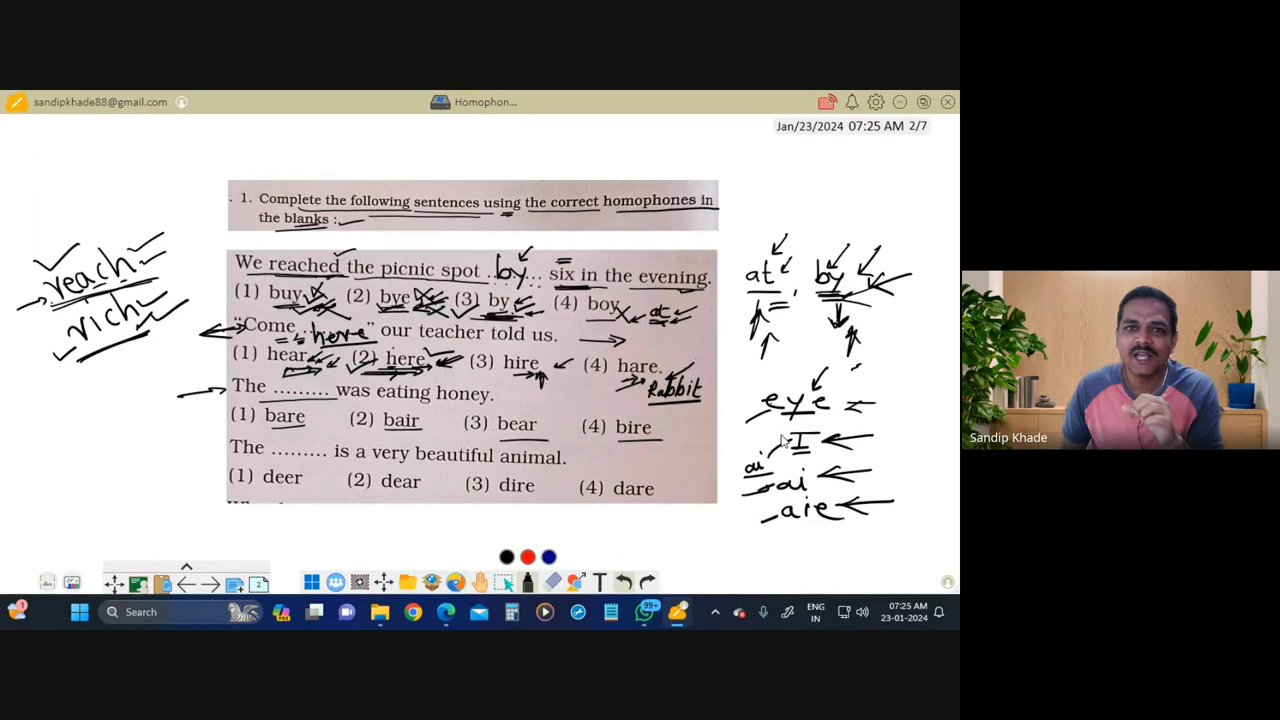 sandipkhade88@gmail.com
Homophon...
Jan/23/2024 07:25 AM 2/7
. 1. Complete the following sentences using the correct homophones in
the blanks :
We reached the picnic spot ..by.... six in the evening.
(1) buy (2) bye (3) by (4) boy at
"Come ..here" our teacher told us.
(1) hear (2) here (3) hire (4) hare.
Rabbit
The ......... was eating honey.
(1) bare (2) bair (3) bear (4) bire
The ......... is a very beautiful animal.
(1) deer (2) dear (3) dire (4) dare
reach
rich
at, by
eye
I
ai
ai
aie
Sandip Khade
2
T
1
Search
PRE
99+
ENG
IN
07:25 AM
23-01-2024